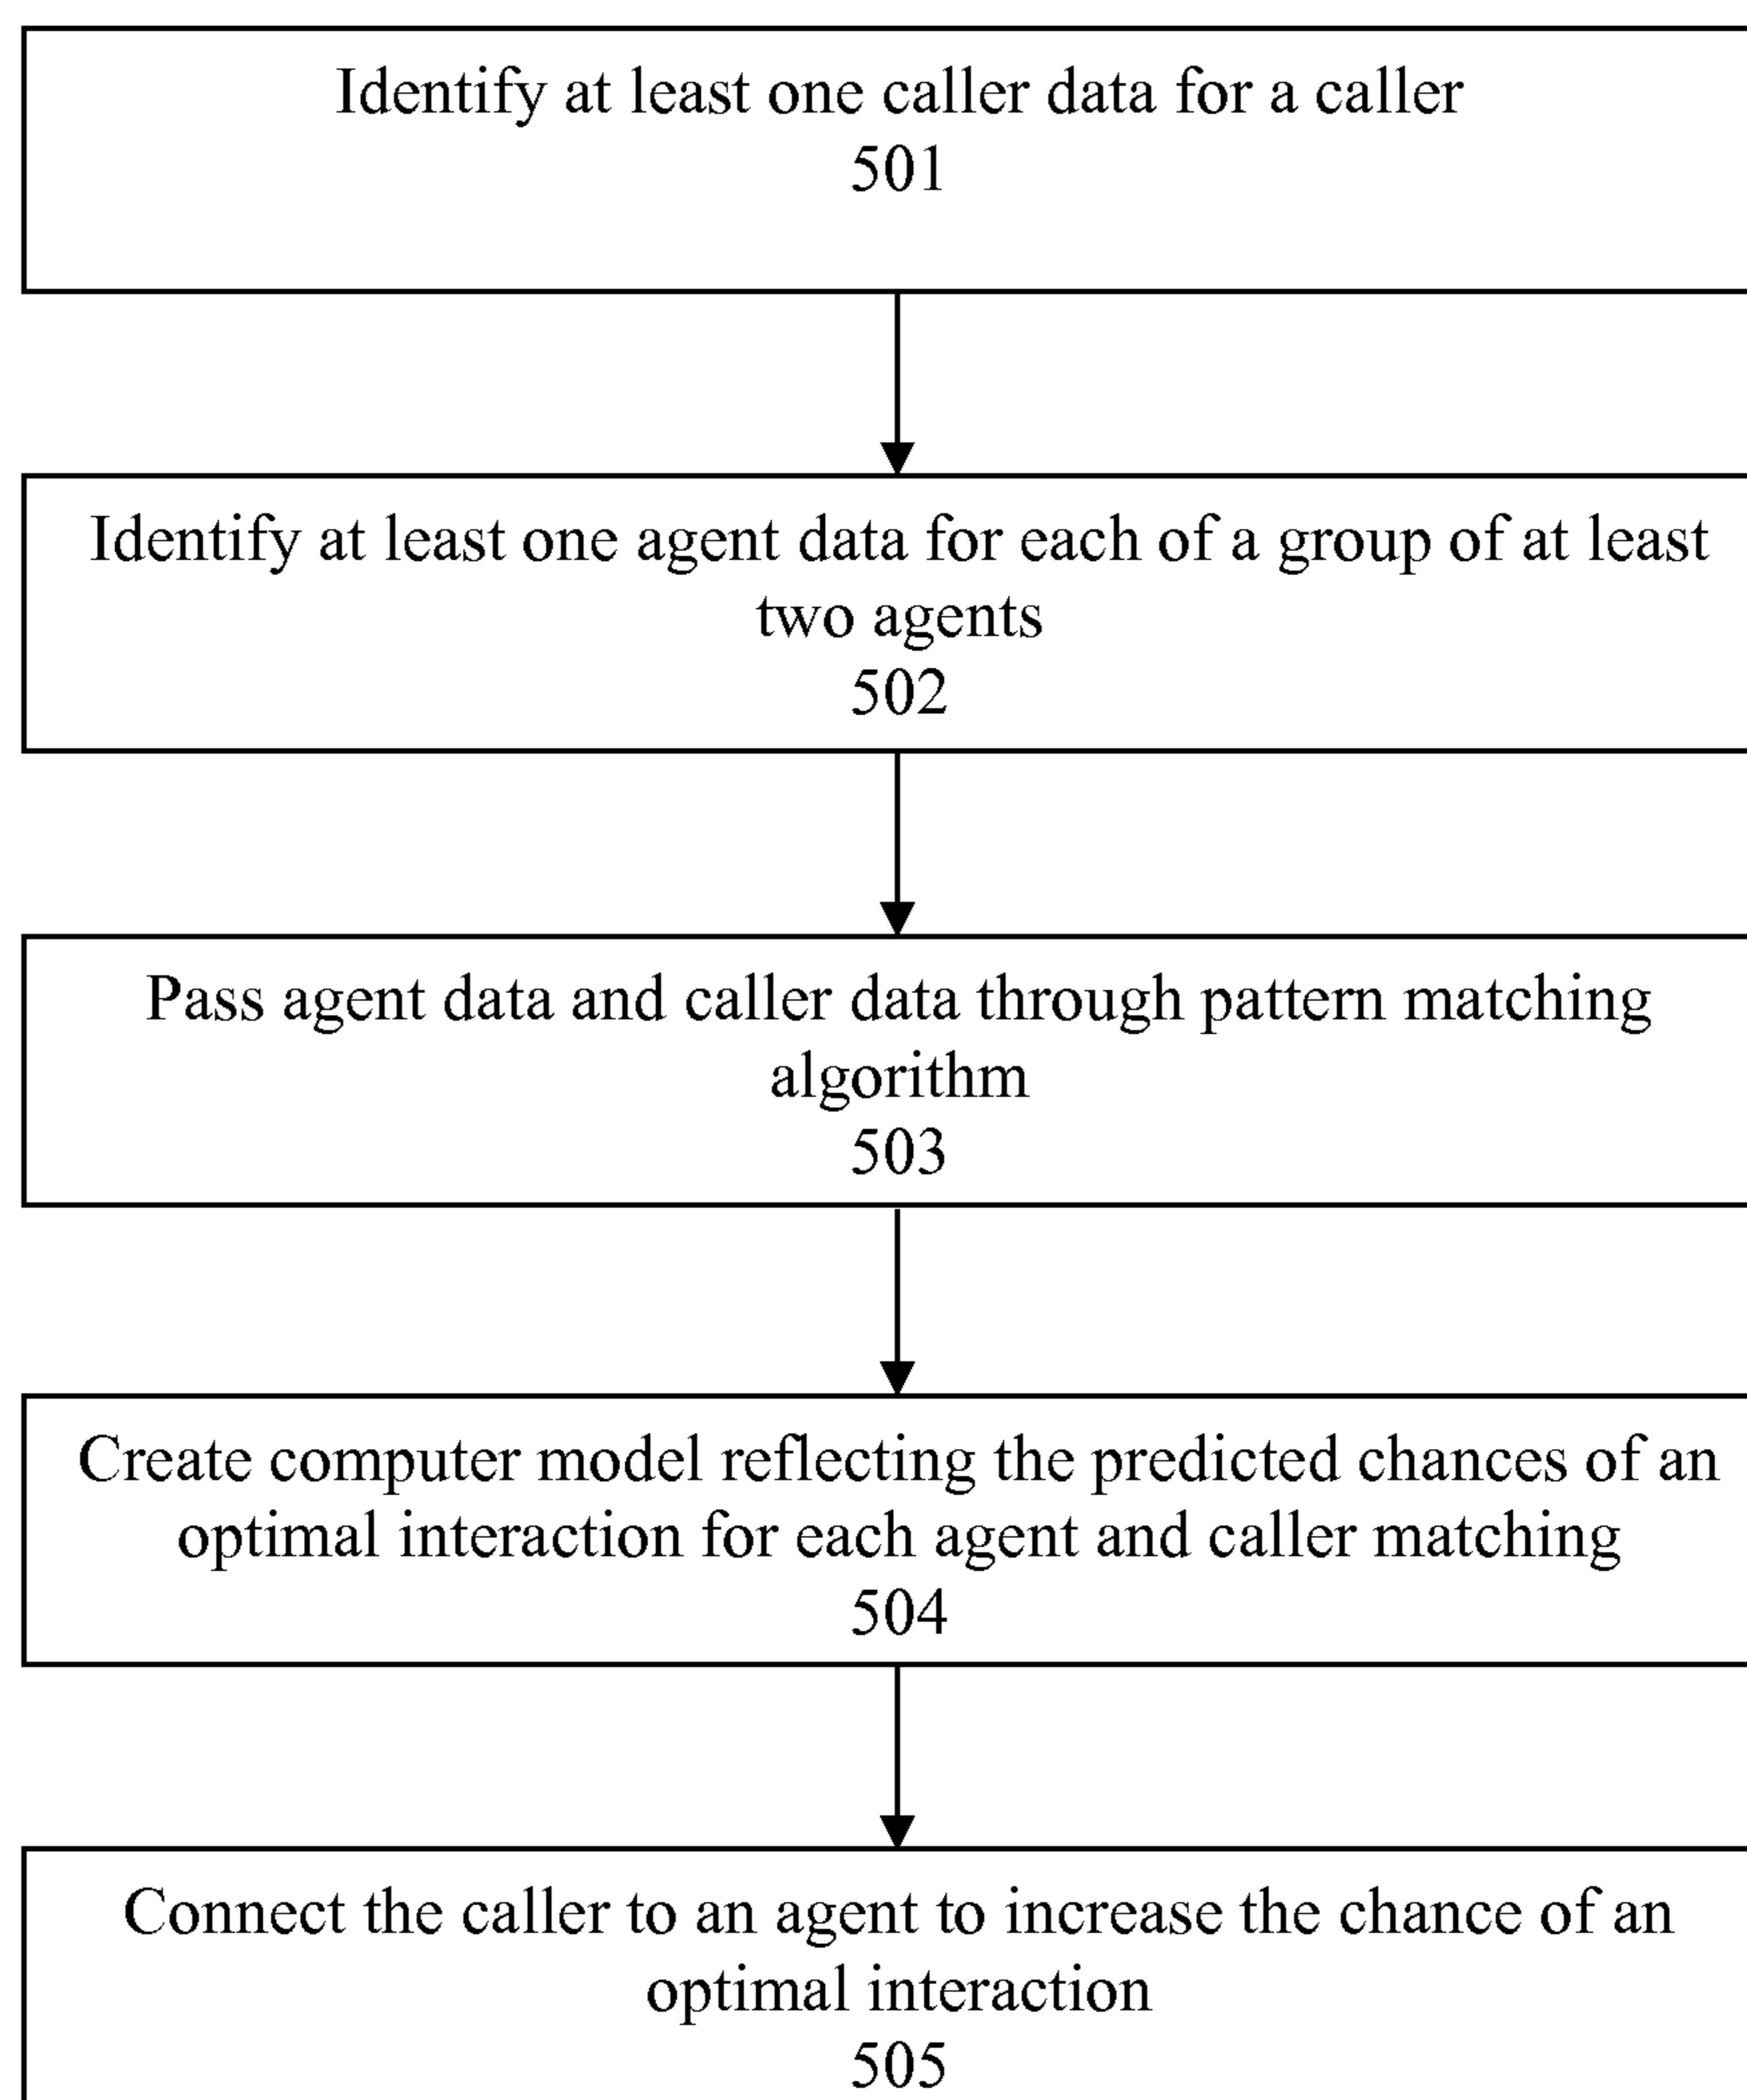 Identify at least one caller data for a caller
501
Identify at least one agent data for each of a group of at least
two agents
502
Pass agent data and caller data through pattern matching
algorithm
503
Create computer model reflecting the predicted chances of an
optimal interaction for each agent and caller matching
504
Connect the caller to an agent to increase the chance of an
optimal interaction
505